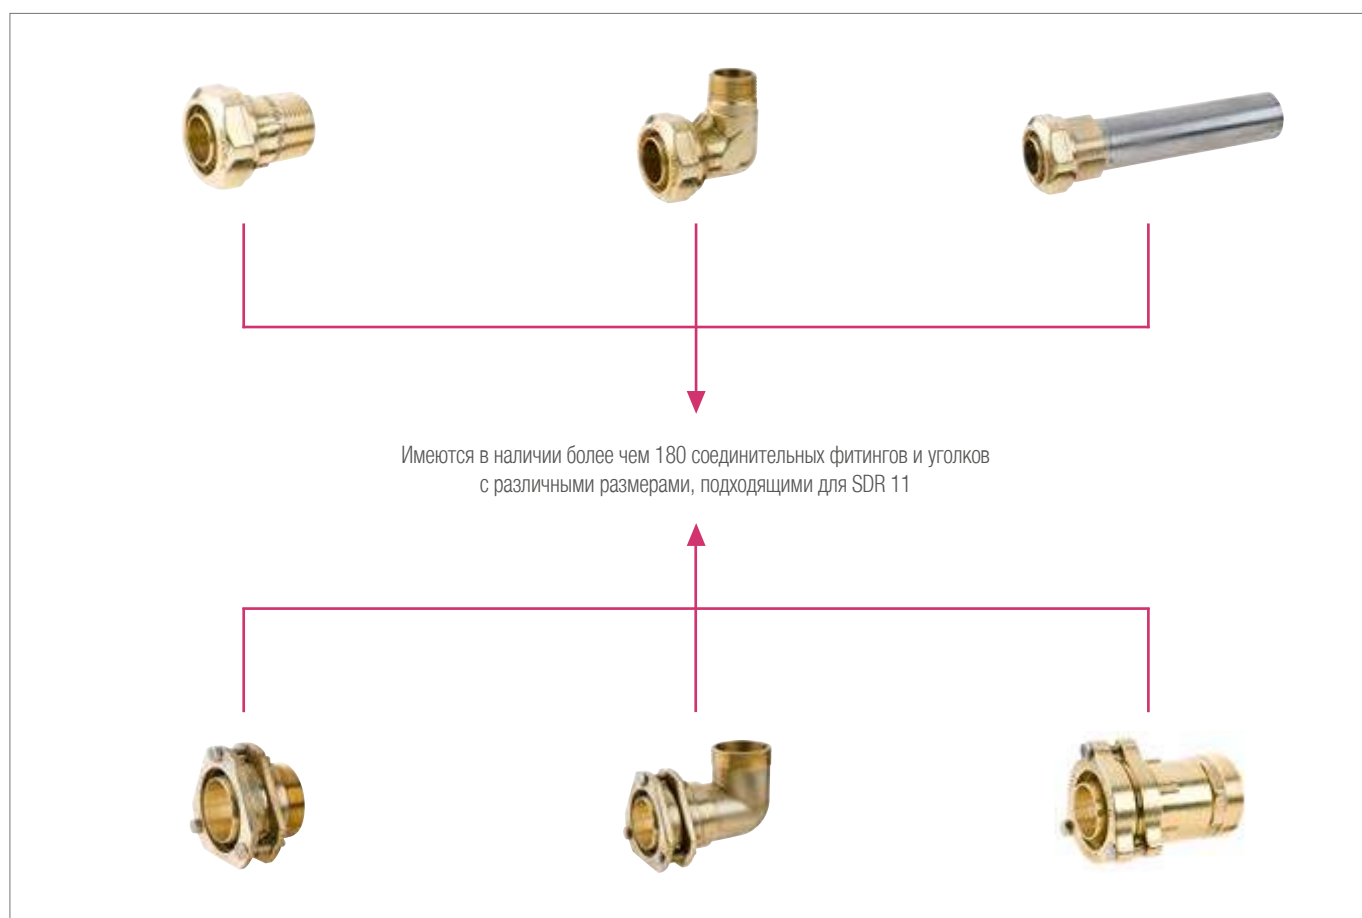 Имеются в наличии более чем 180 соединительных фитингов и уголков
с различными размерами, подходящими для SDR 11